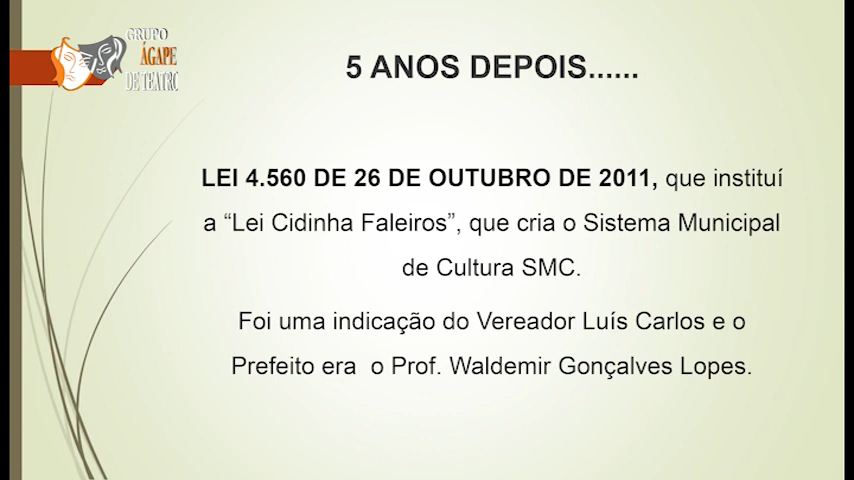 GRUPO
ÁGAPE
DE TEATRO
5 ANOS DEPOIS......
LEI 4.560 DE 26 DE OUTUBRO DE 2011, que instituí
a “Lei Cidinha Faleiros”, que cria o Sistema Municipal
de Cultura SMC.
Foi uma indicação do Vereador Luís Carlos e o
Prefeito era  o Prof. Waldemir Gonçalves Lopes.